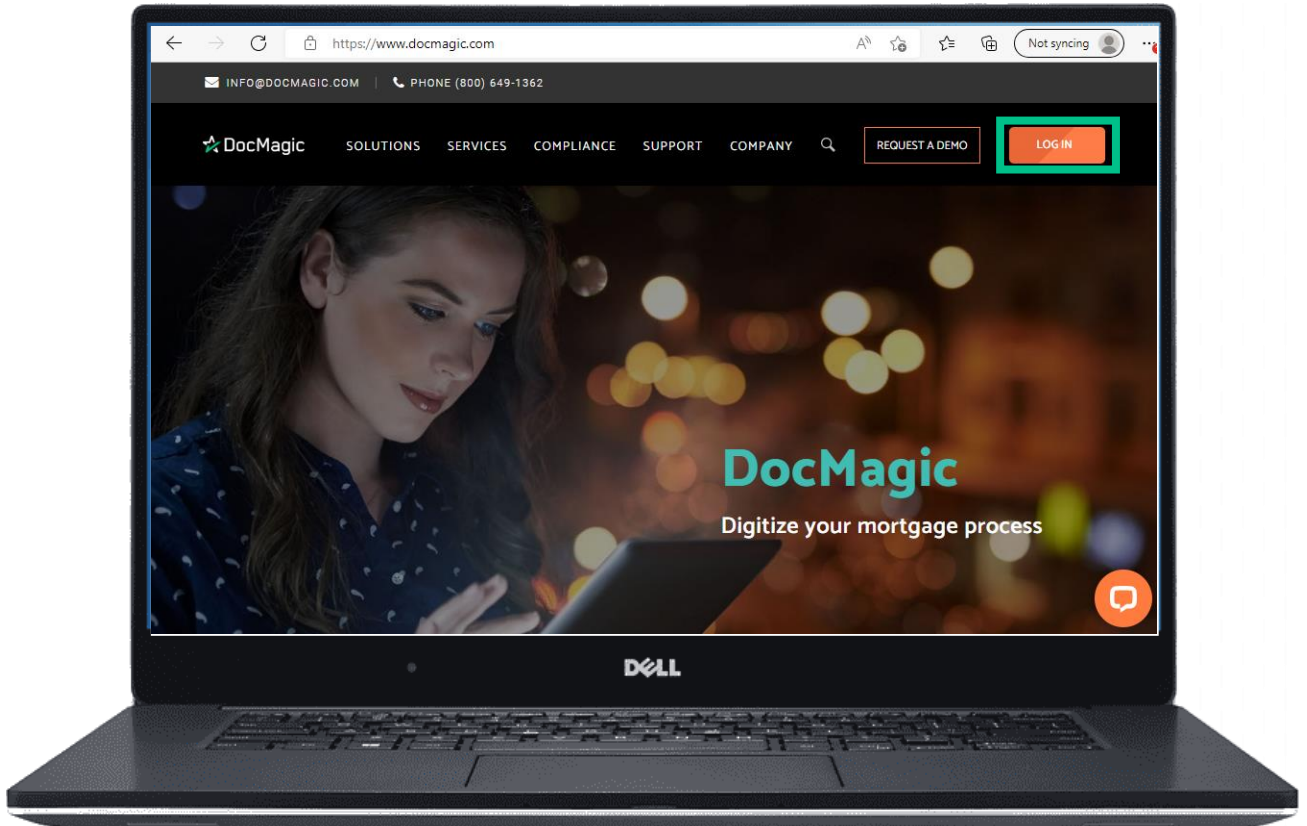 https://www.docmagic.com
Not syncing
INFO@DOCMAGIC.COM | PHONE (800) 649-1362
DocMagic SOLUTIONS SERVICES COMPLIANCE SUPPORT COMPANY REQUEST A DEMO LOG IN
DocMagic
Digitize your mortgage process
DELL